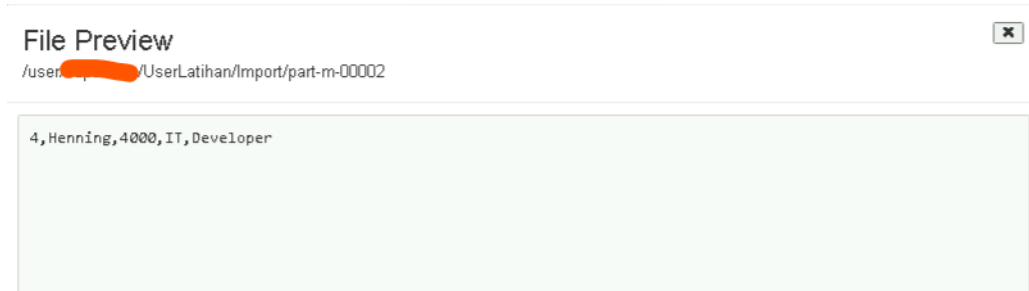 File Preview
/user/ /UserLatihan/Import/part-m-00002
4,Henning,4000,IT,Developer